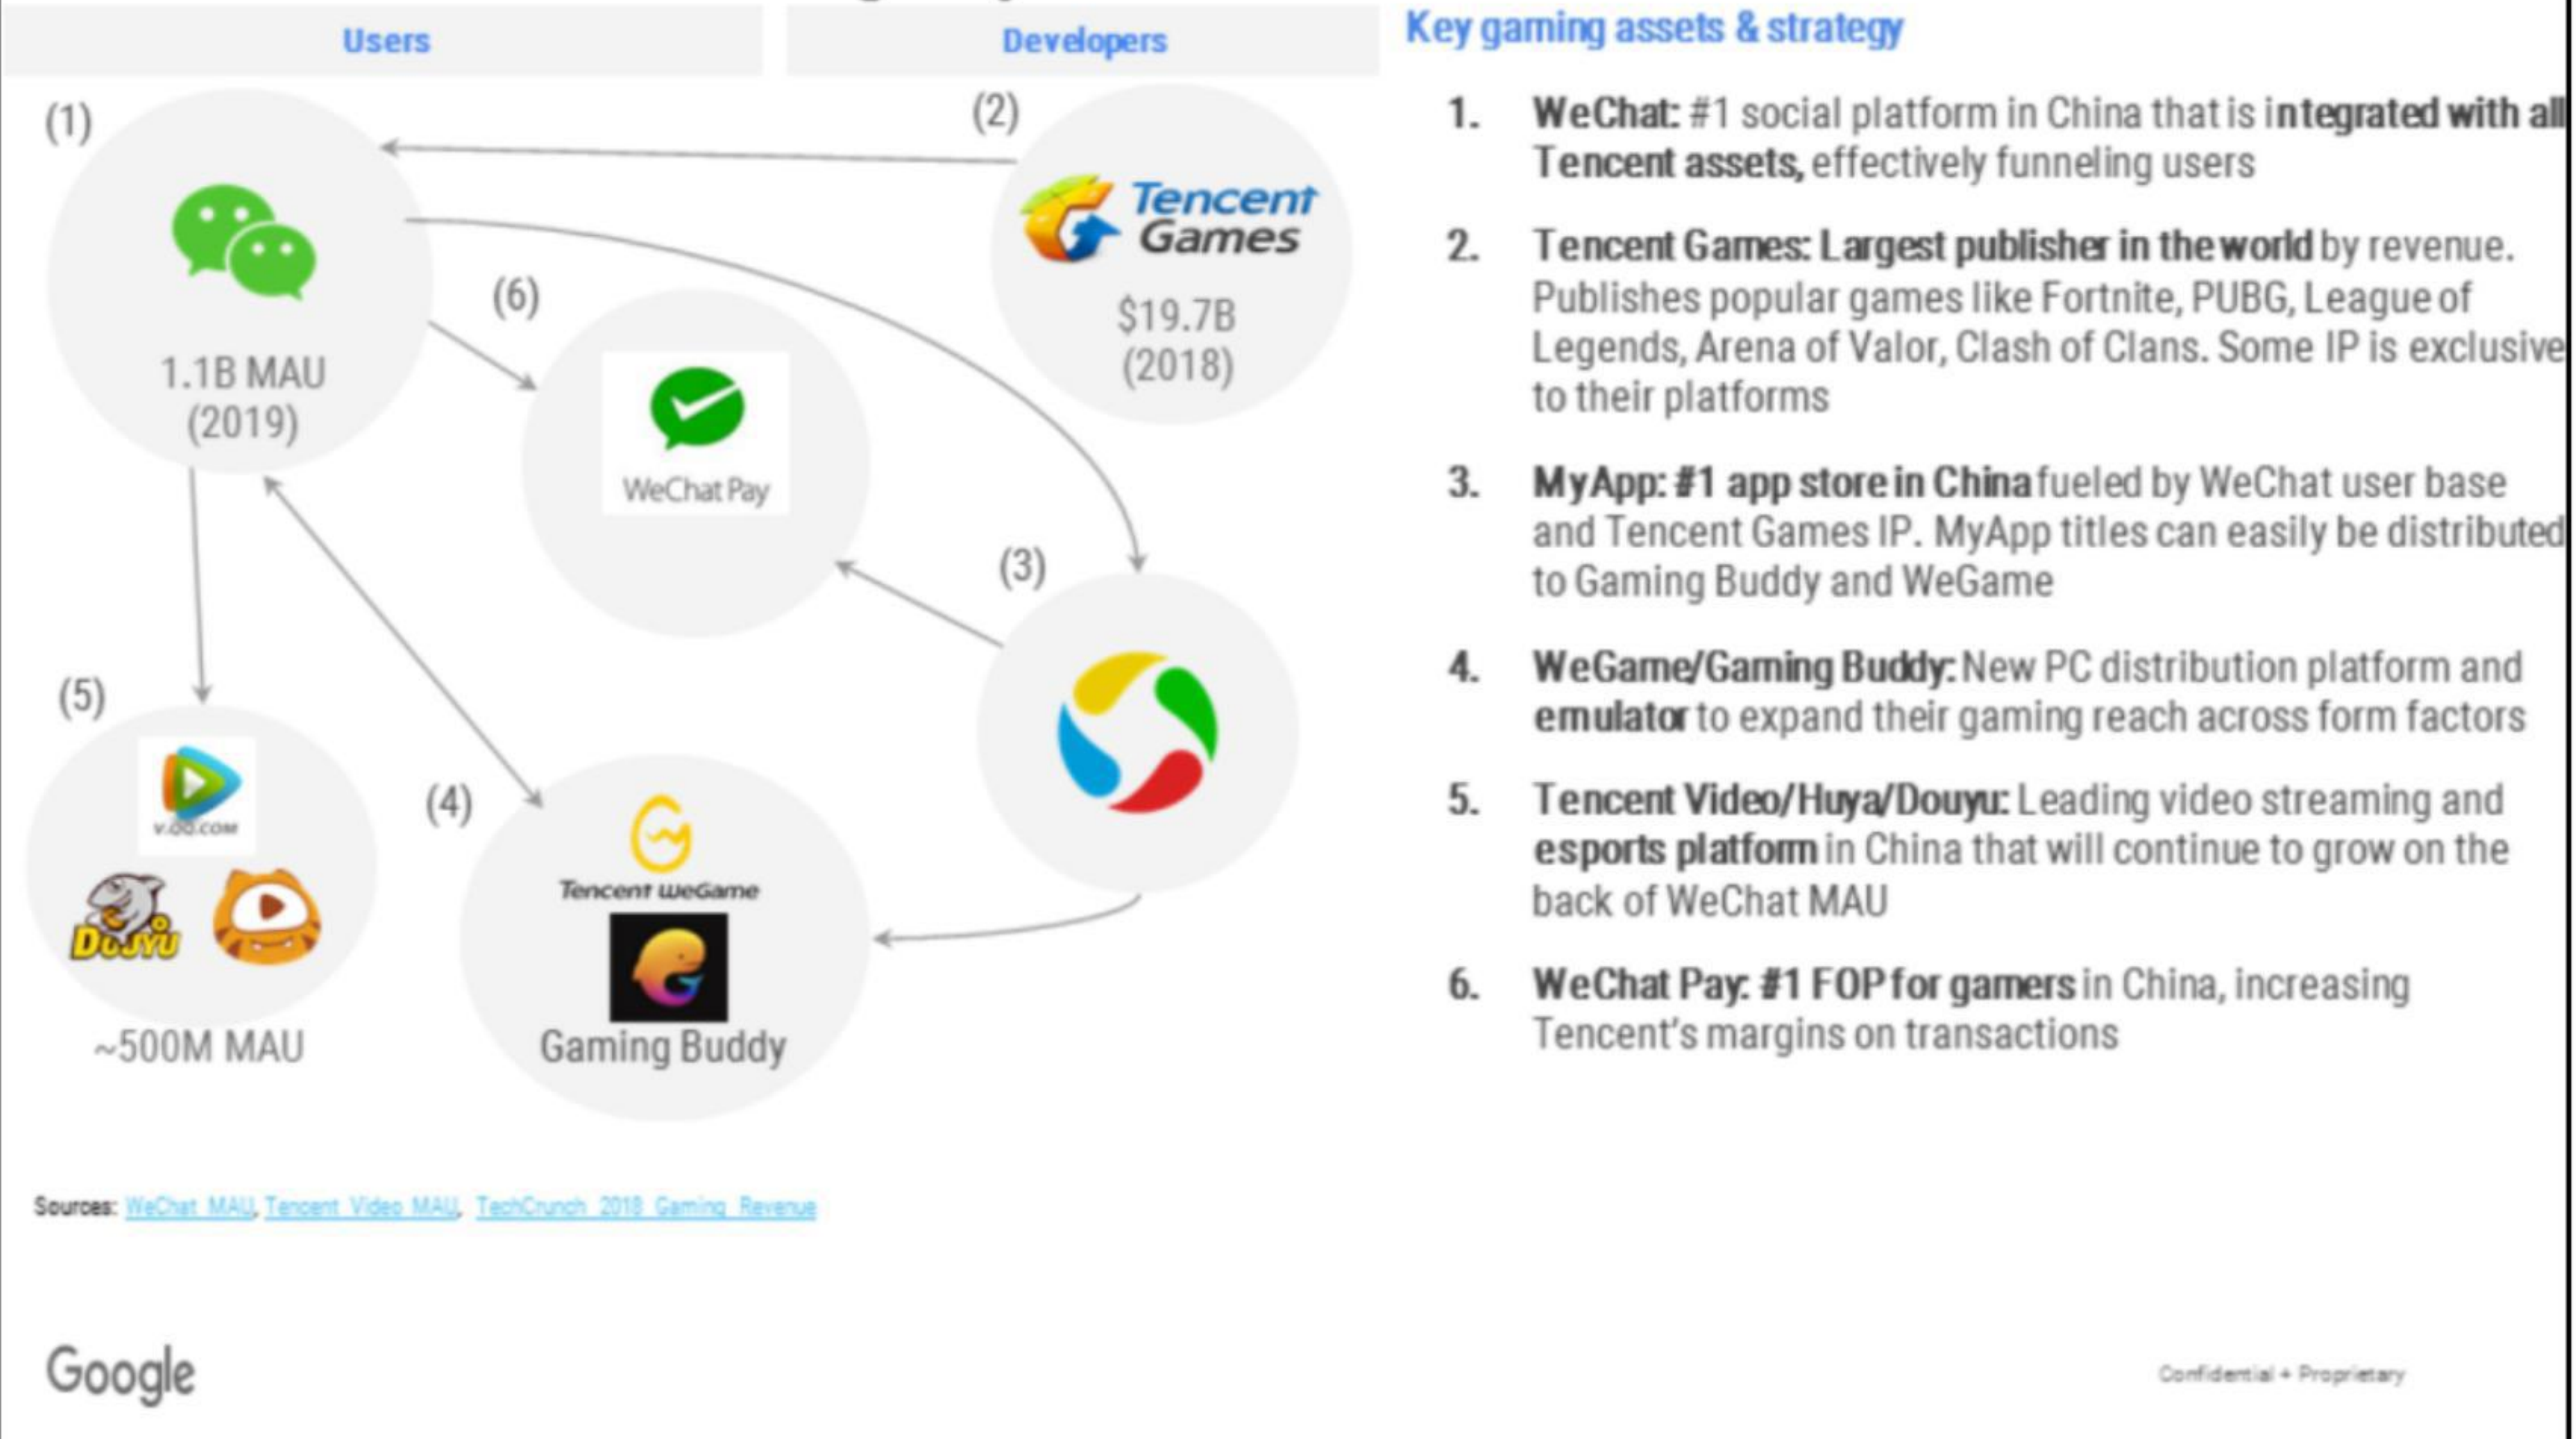 Users
Developers
(1)
1.1B MAU
(2019)
(2)
Tencent
Games
$19.7B
(2018)
(6)
WeChat Pay
(3)
(5)
V.QQ.COM
DOUYU
~500M MAU
(4)
Tencent WeGame
Gaming Buddy
Key gaming assets & strategy
1. WeChat: #1 social platform in China that is integrated with all
Tencent assets, effectively funneling users
2. Tencent Games: Largest publisher in the world by revenue.
Publishes popular games like Fortnite, PUBG, League of
Legends, Arena of Valor, Clash of Clans. Some IP is exclusive
to their platforms
3. MyApp: #1 app store in China fueled by WeChat user base
and Tencent Games IP. MyApp titles can easily be distributed
to Gaming Buddy and WeGame
4. WeGame/Gaming Buddy: New PC distribution platform and
emulator to expand their gaming reach across form factors
5. Tencent Video/Huya/Douyu: Leading video streaming and
esports platform in China that will continue to grow on the
back of WeChat MAU
6. WeChat Pay: #1 FOP for gamers in China, increasing
Tencent's margins on transactions
Sources: WeChat MAU, Tencent Video MAU, TechCrunch 2018 Gaming Revenue
Google
Confidential + Proprietary